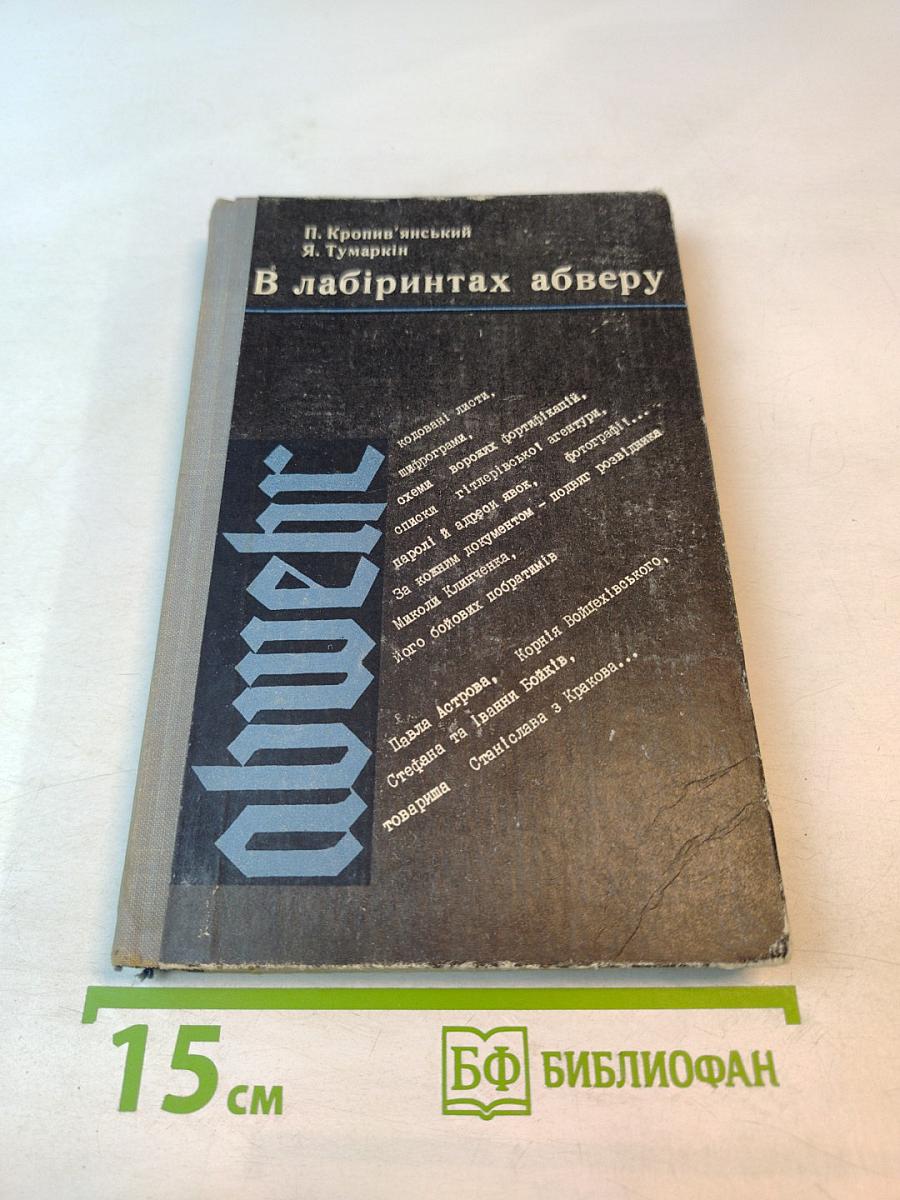 П. Кропив'янський
Я. Тумаркін
В лабіринтах абверу
abwehr
кодовані листи,
шифрограми,
схеми ворожих фортифікацій,
списки гітлерівської агентури,
паролі й адреси явок, фотографії...
За кожним документом – подвиг розвідника
Миколи Клинченка,
його бойових побратимів
Павла Астрова, Корнія Войцехівського,
Стефана та Іванни Бойків,
товариша Станіслава з Кракова...
15 см
БФ БИБЛИОФАН